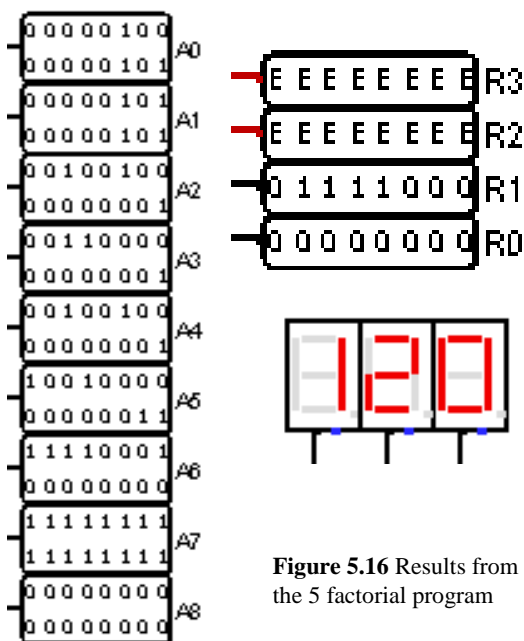 0 0 0 0 0 1 0 0
0 0 0 0 0 1 0 1
A0
0 0 0 0 0 1 0 1
0 0 0 0 0 1 0 1
A1
0 0 1 0 0 1 0 0
0 0 0 0 0 0 0 1
A2
0 0 1 1 0 0 0 0
0 0 0 0 0 0 0 1
A3
0 0 1 0 0 1 0 0
0 0 0 0 0 0 0 1
A4
1 0 0 1 0 0 0 0
0 0 0 0 0 0 1 1
A5
1 1 1 1 0 0 0 1
0 0 0 0 0 0 0 0
A6
1 1 1 1 1 1 1 1
1 1 1 1 1 1 1 1
A7
0 0 0 0 0 0 0 0
0 0 0 0 0 0 0 0
A8
E E E E E E E E R3
E E E E E E E E R2
0 1 1 1 1 0 0 0 R1
0 0 0 0 0 0 0 0 R0
120
Figure 5.16 Results from
the 5 factorial program